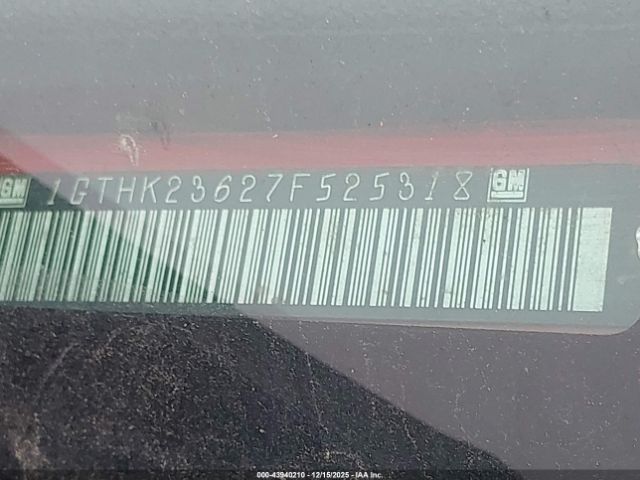 GM 1GTHK23627F525318 GM
000-43940210 - 12/15/2025 - IAA Inc.